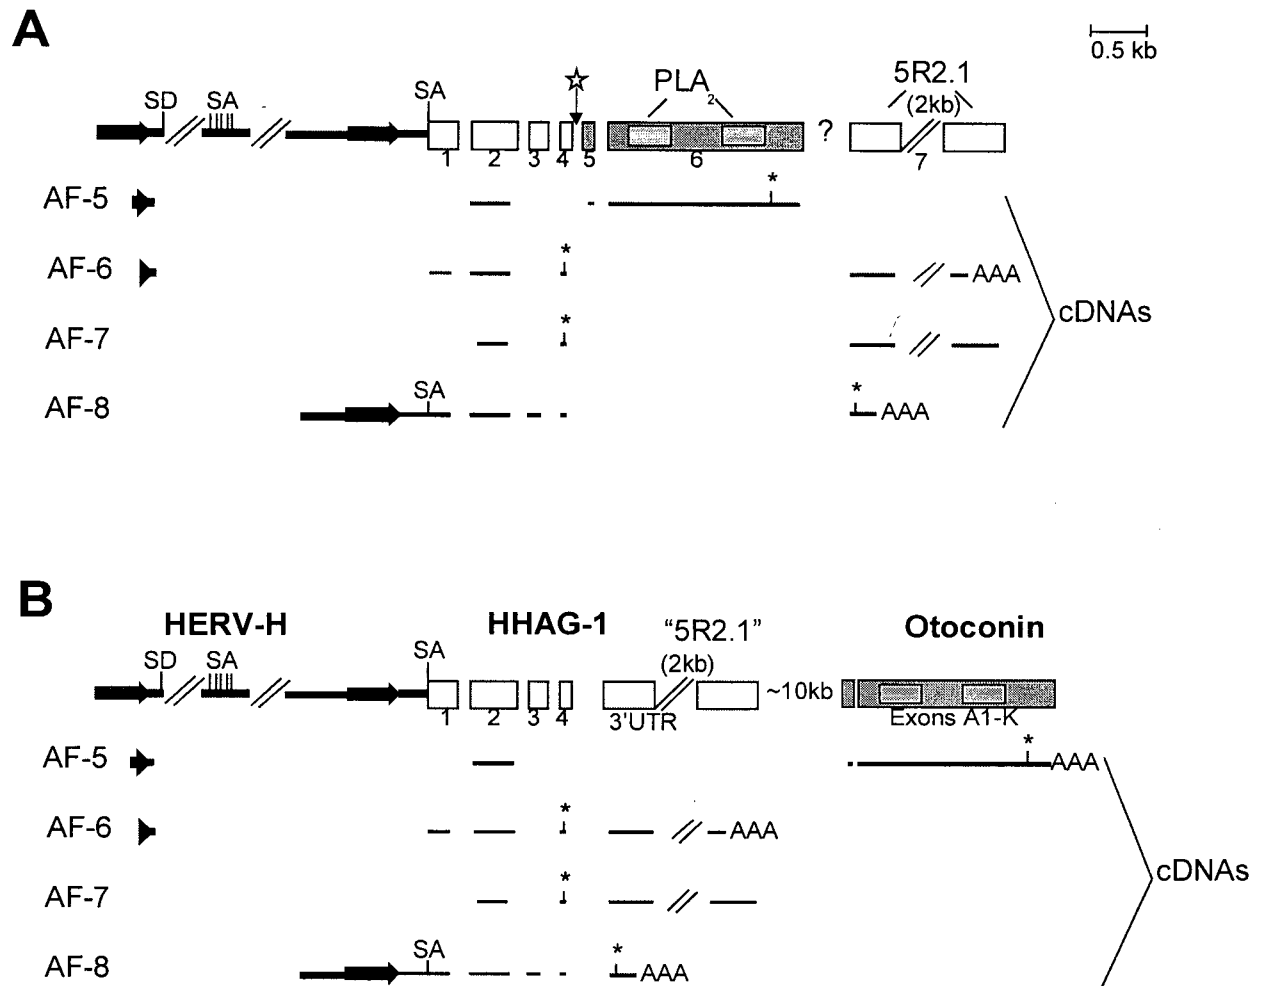 A
0.5 kb
SD SA SA ☆ PLA2 5R2.1
(2kb)
1 2 3 4 5 6 ? 7
AF-5 *
AF-6 * AAA
AF-7 *
AF-8 SA * AAA
cDNAs
B
HERV-H HHAG-1 "5R2.1" Otoconin
SD SA SA (2kb) ~10kb
1 2 3 4 3'UTR Exons A1-K
AF-5 * AAA
AF-6 * AAA
AF-7 *
AF-8 SA * AAA
cDNAs